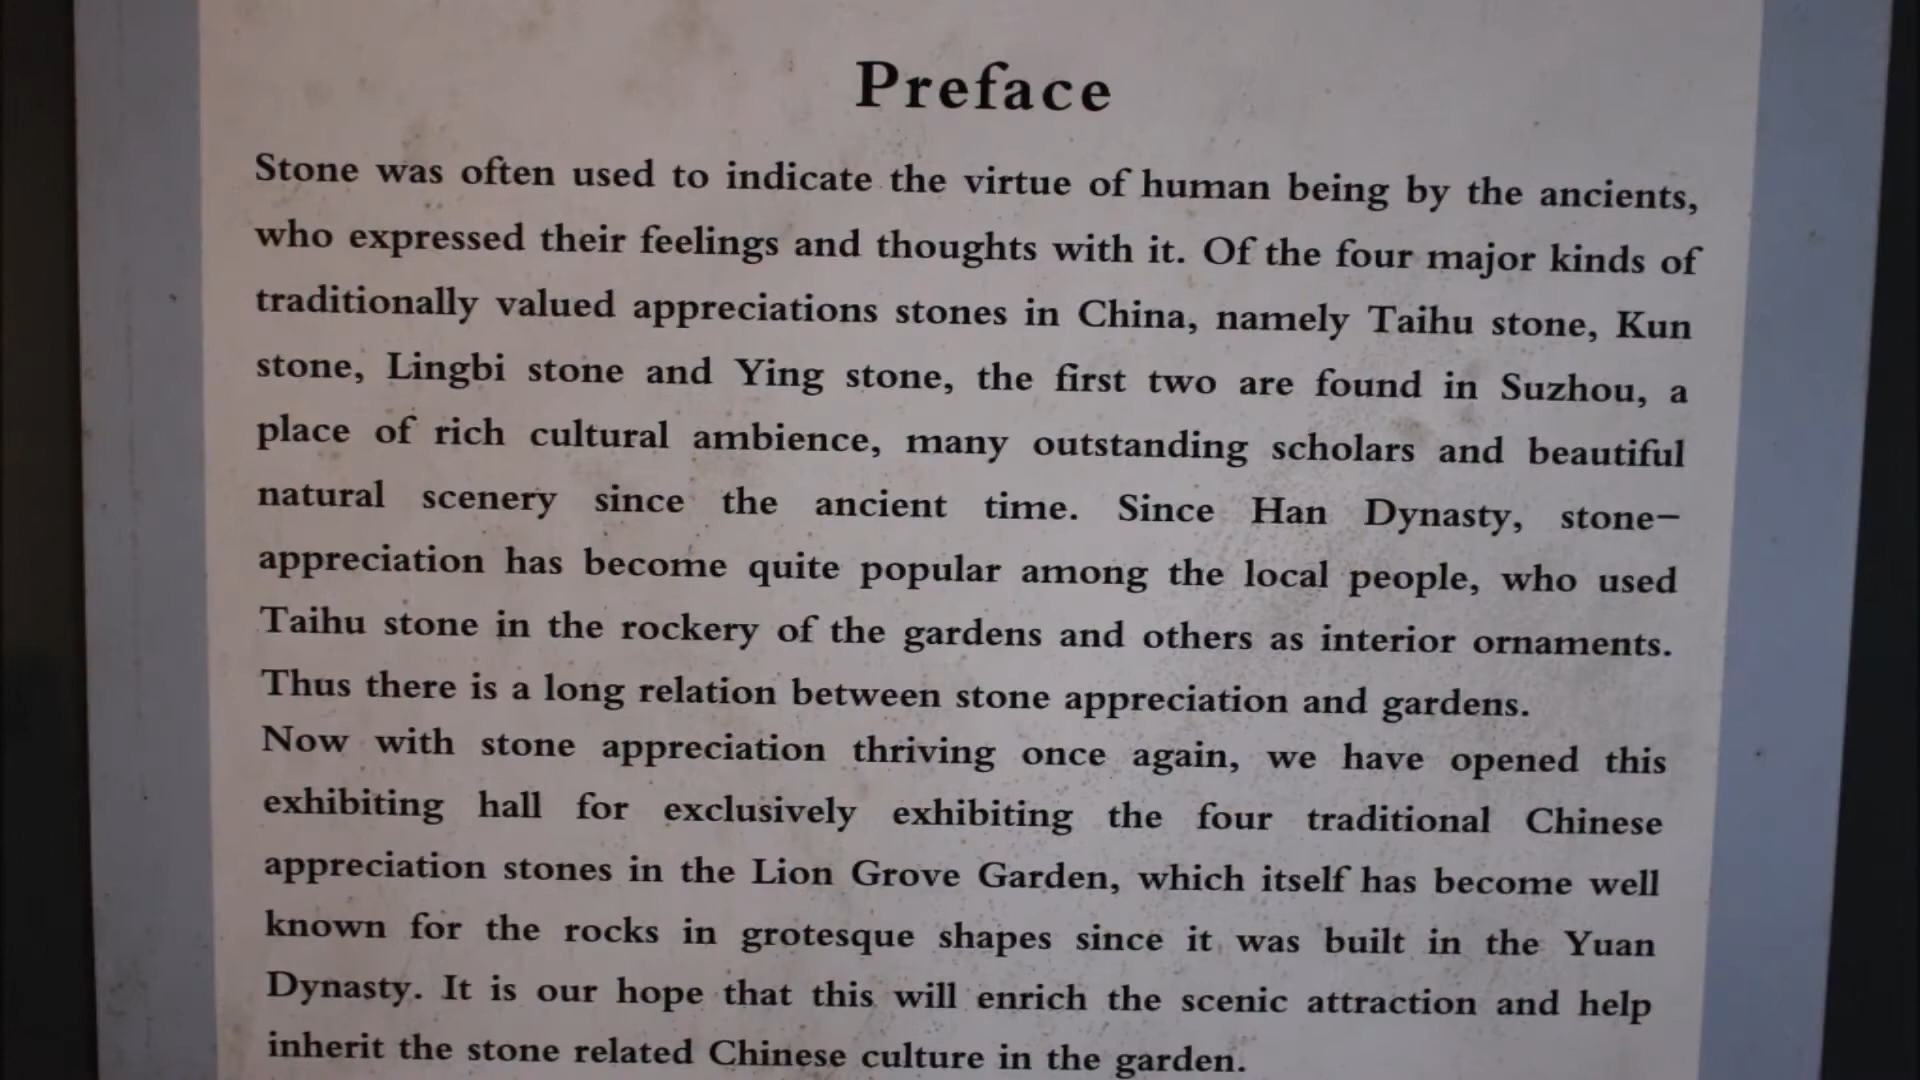 Preface
Stone was often used to indicate the virtue of human being by the ancients,
who expressed their feelings and thoughts with it. Of the four major kinds of
traditionally valued appreciations stones in China, namely Taihu stone, Kun
stone, Lingbi stone and Ying stone, the first two are found in Suzhou, a
place of rich cultural ambience, many outstanding scholars and beautiful
natural scenery since the ancient time. Since Han Dynasty, stone–
appreciation has become quite popular among the local people, who used
Taihu stone in the rockery of the gardens and others as interior ornaments.
Thus there is a long relation between stone appreciation and gardens.
Now with stone appreciation thriving once again, we have opened this
exhibiting hall for exclusively exhibiting the four traditional Chinese
appreciation stones in the Lion Grove Garden, which itself has become well
known for the rocks in grotesque shapes since it was built in the Yuan
Dynasty. It is our hope that this will enrich the scenic attraction and help
inherit the stone related Chinese culture in the garden.